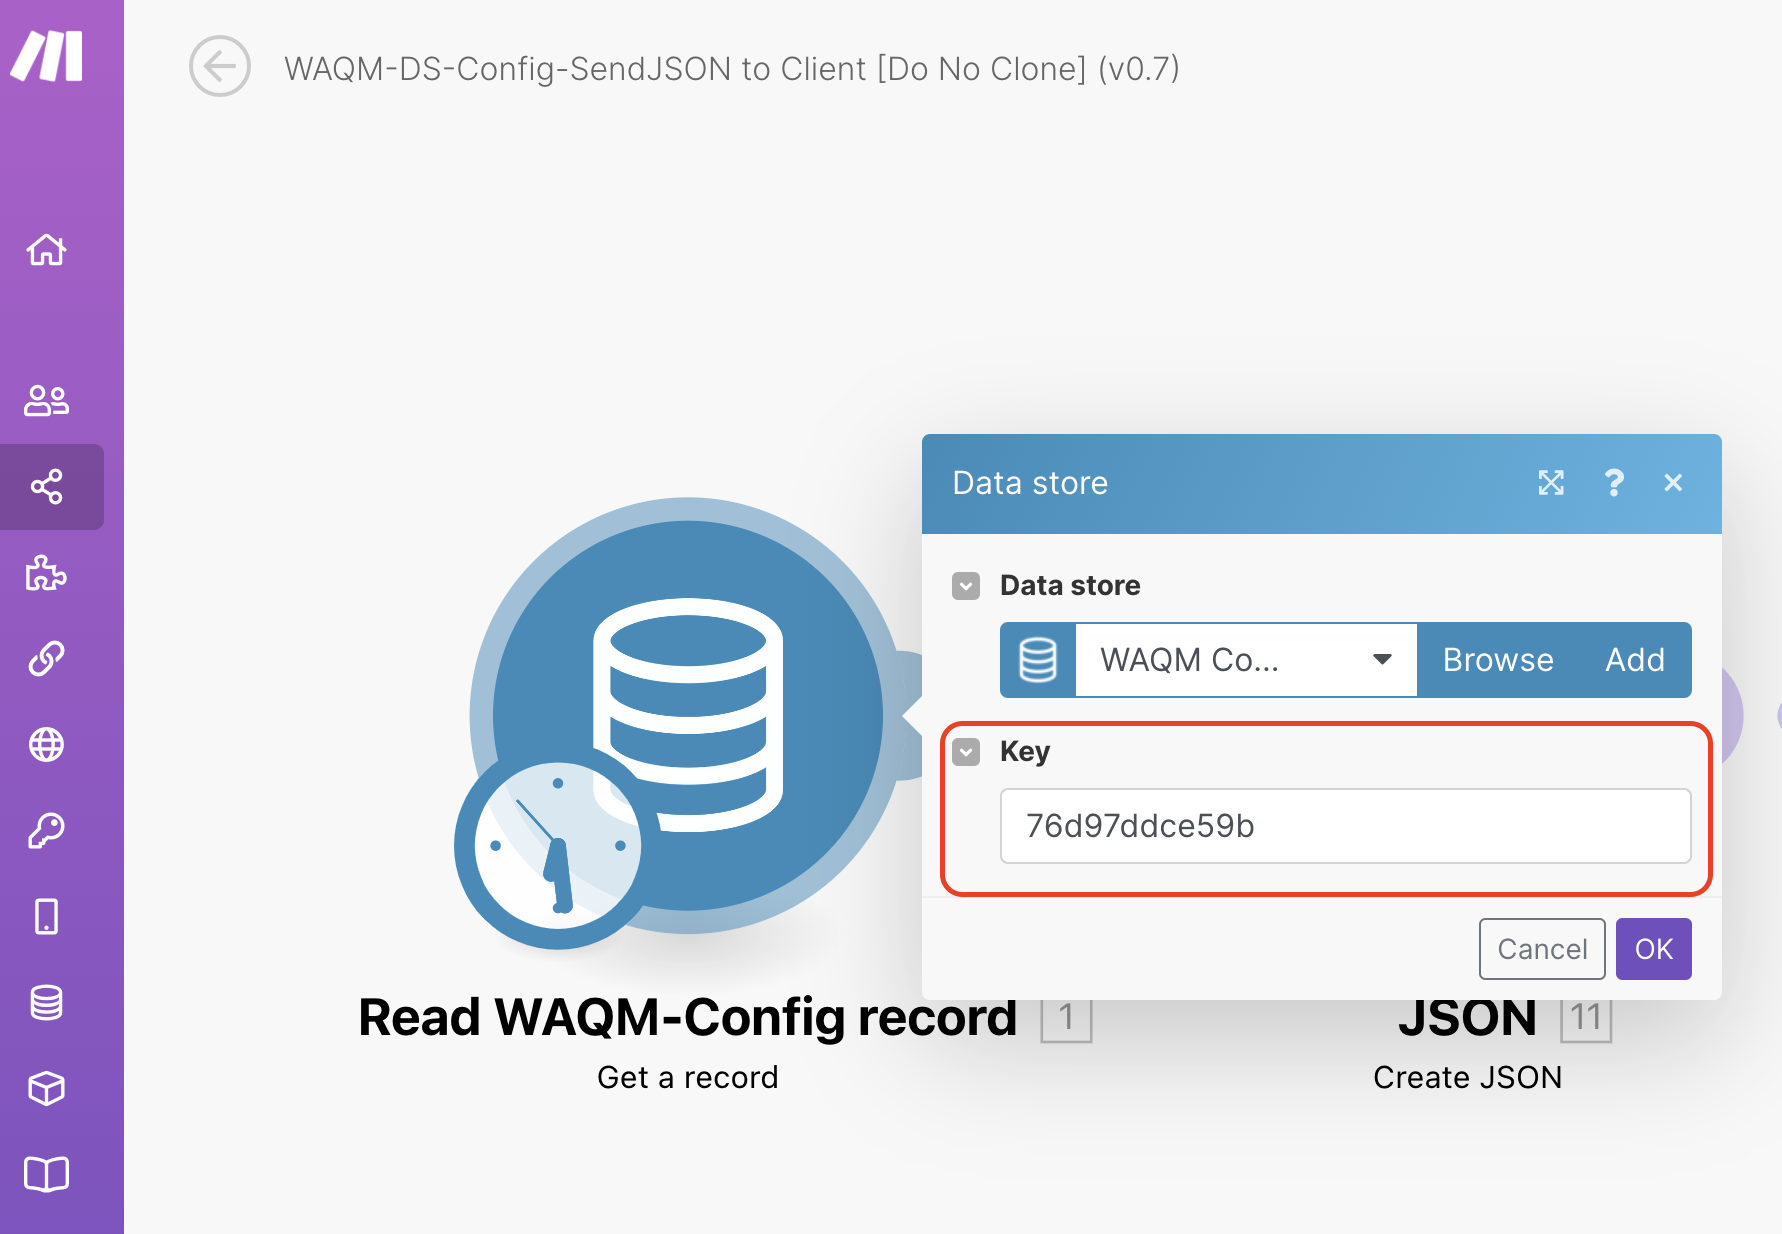 WAQM-DS-Config-SendJSON to Client [Do No Clone] (v0.7)
Data store
?
Data store
WAQM Co...
Browse
Add
Key
76d97ddce59b
Cancel
OK
Read WAQM-Config record 1
Get a record
JSON 11
Create JSON